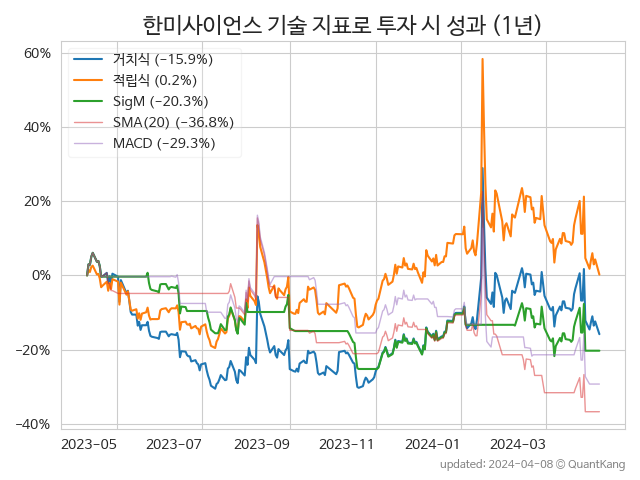 한미사이언스 기술 지표로 투자 시 성과 (1년)
60%
40%
20%
0%
−20%
−40%
거치식 (−15.9%)
적립식 (0.2%)
SigM (−20.3%)
SMA(20) (−36.8%)
MACD (−29.3%)
2023-05 2023-07 2023-09 2023-11 2024-01 2024-03
updated: 2024-04-08 © QuantKang